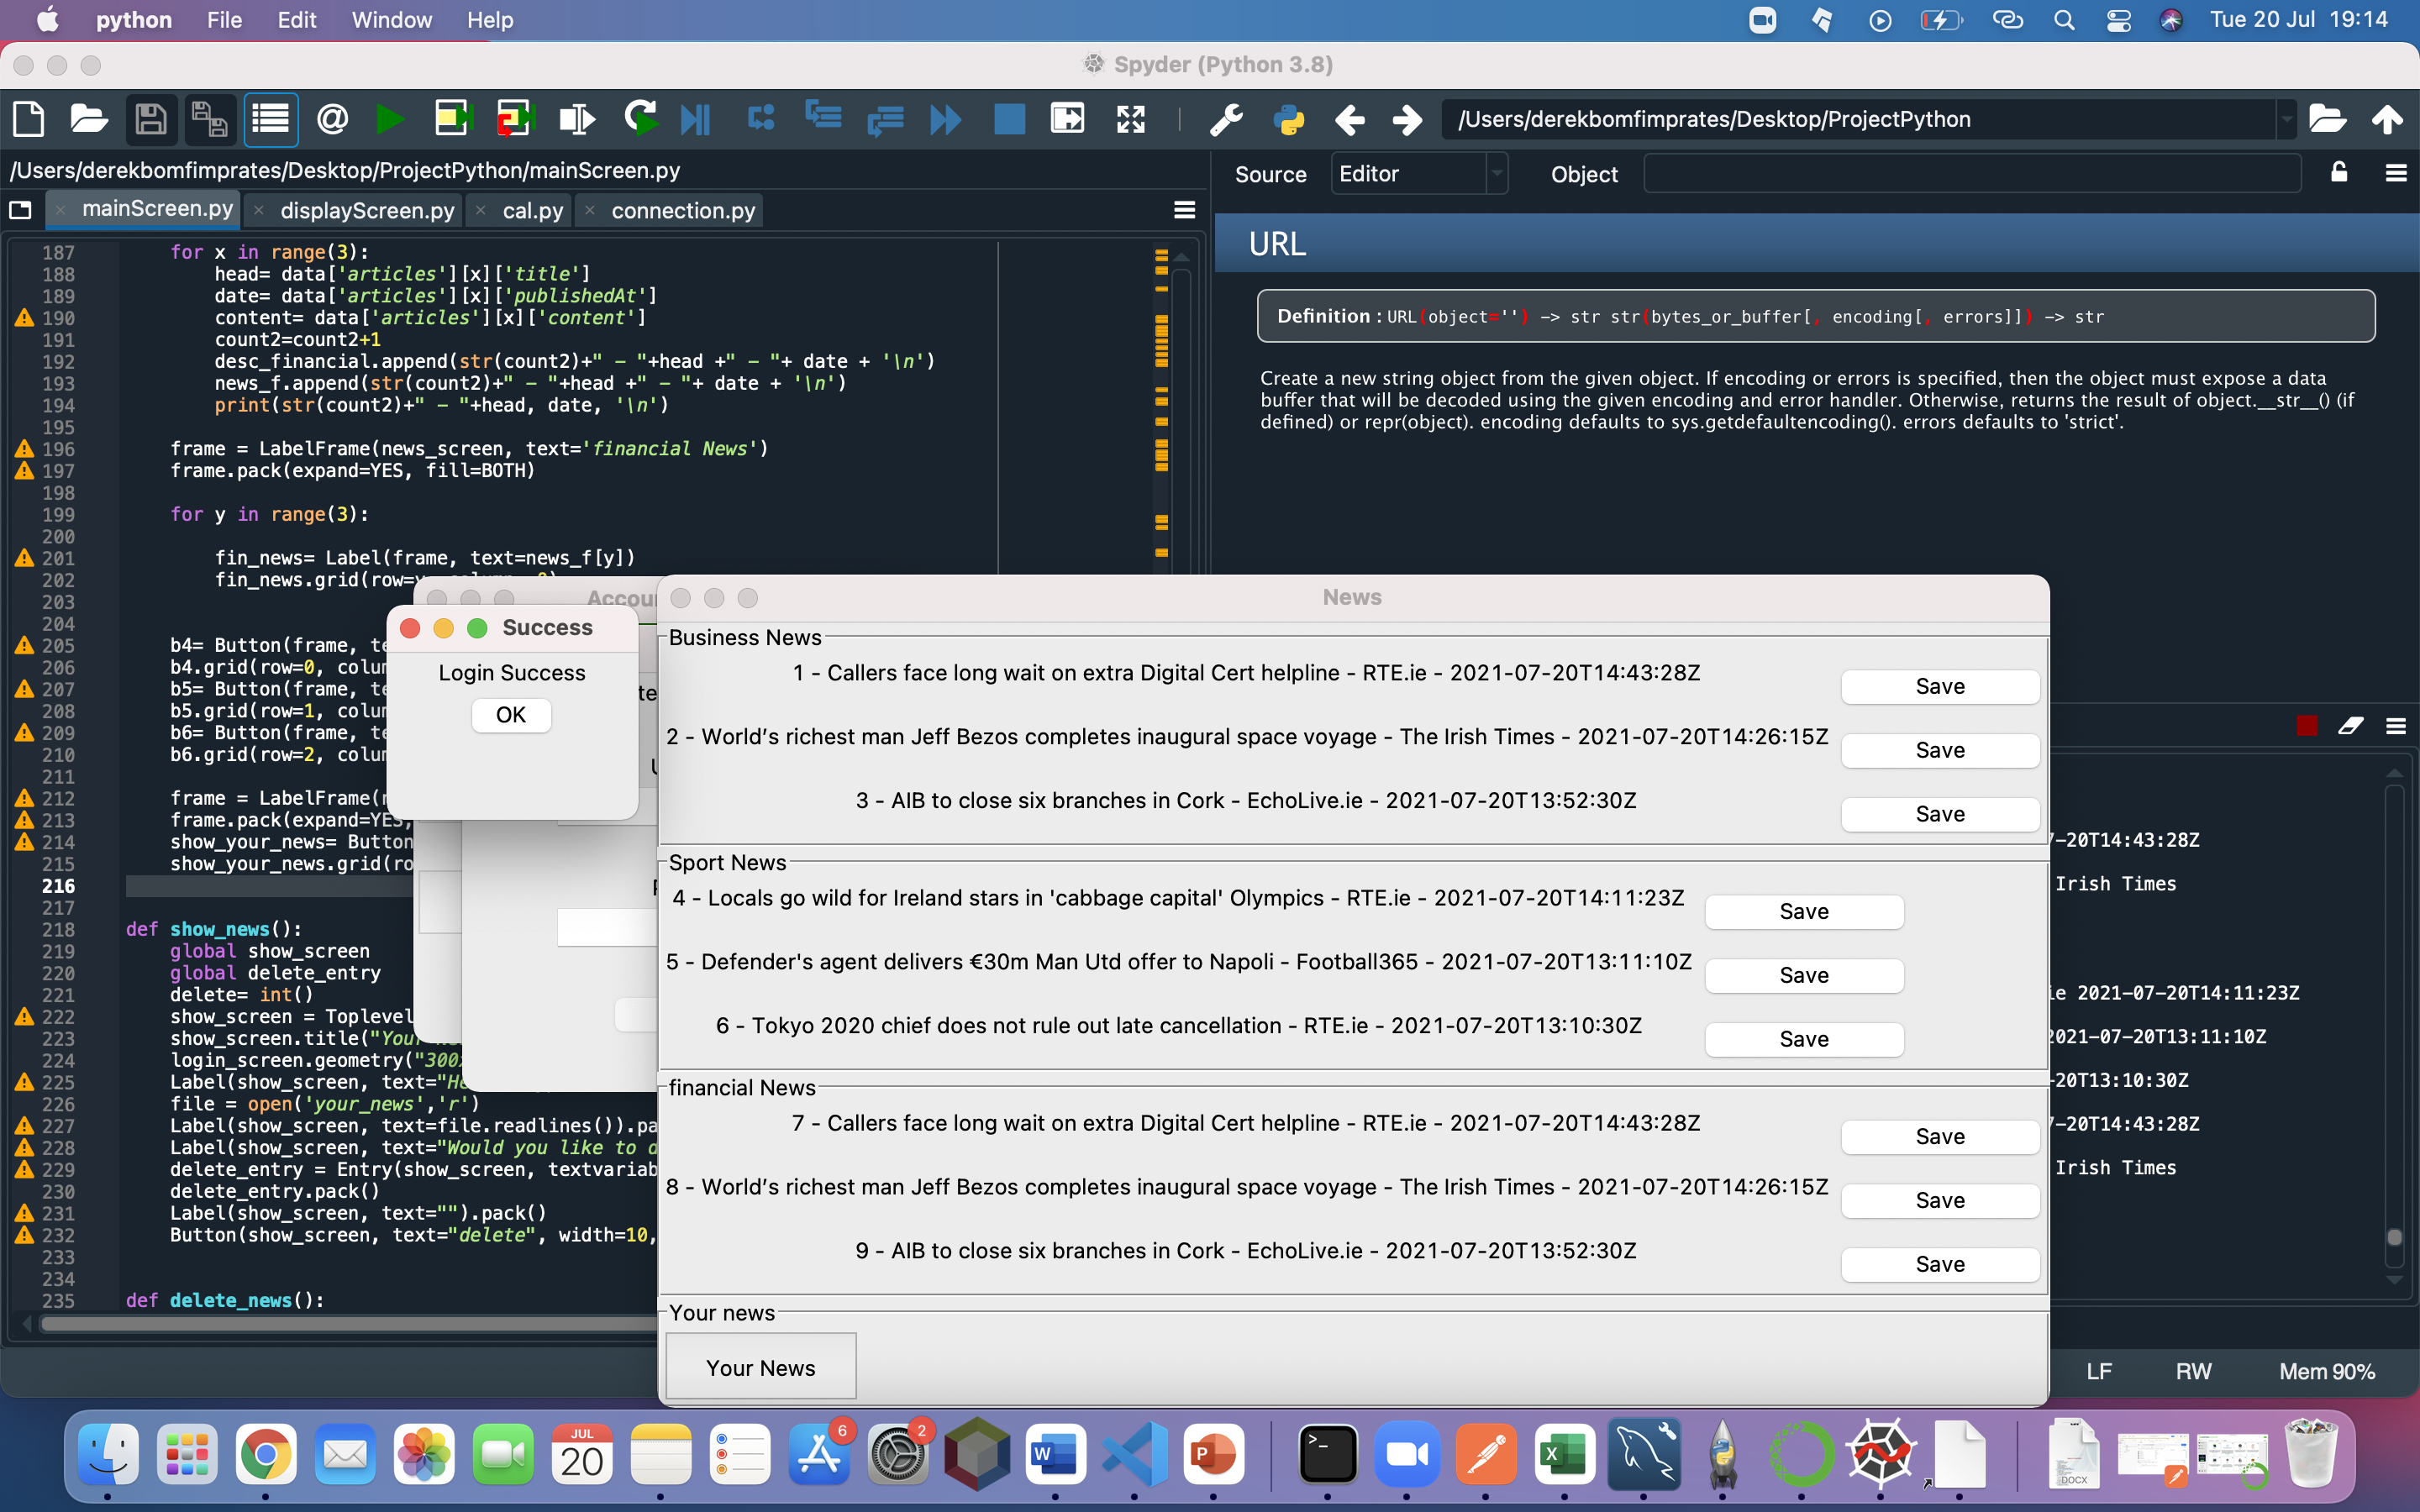 python File Edit Window Help
Tue 20 Jul 19:14
Spyder (Python 3.8)
/Users/derekbomfimprates/Desktop/ProjectPython
/Users/derekbomfimprates/Desktop/ProjectPython/mainScreen.py
mainScreen.py displayScreen.py cal.py connection.py
Source Editor Object
187 for x in range(3):
188 head= data['articles'][x]['title']
189 date= data['articles'][x]['publishedAt']
190 content= data['articles'][x]['content']
191 count2=count2+1
192 desc_financial.append(str(count2)+" - "+head +" - "+ date + '\n')
193 news_f.append(str(count2)+" - "+head +" - "+ date + '\n')
194 print(str(count2)+" - "+head, date, '\n')
195
196 frame = LabelFrame(news_screen, text='financial News')
197 frame.pack(expand=YES, fill=BOTH)
198
199 for y in range(3):
200
201 fin_news= Label(frame, text=news_f[y])
202 fin_news.grid(row=
203
204
205 b4= Button(frame, te
206 b4.grid(row=0, colum
207 b5= Button(frame, te
208 b5.grid(row=1, colum
209 b6= Button(frame, te
210 b6.grid(row=2, colum
211
212 frame = LabelFrame(
213 frame.pack(expand=YES,
214 show_your_news= Button
215 show_your_news.grid(ro
216
217
218 def show_news():
219 global show_screen
220 global delete_entry
221 delete= int()
222 show_screen = Toplevel
223 show_screen.title("You
224 login_screen.geometry("300
225 Label(show_screen, text="He
226 file = open('your_news','r')
227 Label(show_screen, text=file.readlines()).pa
228 Label(show_screen, text="Would you like to d
229 delete_entry = Entry(show_screen, textvariab
230 delete_entry.pack()
231 Label(show_screen, text="").pack()
232 Button(show_screen, text="delete", width=10,
233
234
235 def delete_news():
URL
Definition : URL(object='') -> str str(bytes_or_buffer[, encoding[, errors]]) -> str
Create a new string object from the given object. If encoding or errors is specified, then the object must expose a data
buffer that will be decoded using the given encoding and error handler. Otherwise, returns the result of object.__str__() (if
defined) or repr(object). encoding defaults to sys.getdefaultencoding(). errors defaults to 'strict'.
Accou
te
Success
Login Success
OK
News
Business News
1 - Callers face long wait on extra Digital Cert helpline - RTE.ie - 2021-07-20T14:43:28Z
Save
2 - World’s richest man Jeff Bezos completes inaugural space voyage - The Irish Times - 2021-07-20T14:26:15Z
Save
3 - AIB to close six branches in Cork - EchoLive.ie - 2021-07-20T13:52:30Z
Save
Sport News
4 - Locals go wild for Ireland stars in 'cabbage capital' Olympics - RTE.ie - 2021-07-20T14:11:23Z
Save
5 - Defender's agent delivers €30m Man Utd offer to Napoli - Football365 - 2021-07-20T13:11:10Z
Save
6 - Tokyo 2020 chief does not rule out late cancellation - RTE.ie - 2021-07-20T13:10:30Z
Save
financial News
7 - Callers face long wait on extra Digital Cert helpline - RTE.ie - 2021-07-20T14:43:28Z
Save
8 - World’s richest man Jeff Bezos completes inaugural space voyage - The Irish Times - 2021-07-20T14:26:15Z
Save
9 - AIB to close six branches in Cork - EchoLive.ie - 2021-07-20T13:52:30Z
Save
Your news
Your News
-20T14:43:28Z
Irish Times
ie 2021-07-20T14:11:23Z
2021-07-20T13:11:10Z
-20T13:10:30Z
-20T14:43:28Z
Irish Times
LF RW Mem 90%
JUL
20
6
2
W
P
>_
X
DOCX